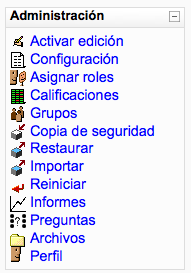 Administración
Activar edición
Configuración
Asignar roles
Calificaciones
Grupos
Copia de seguridad
Restaurar
Importar
Reiniciar
Informes
Preguntas
Archivos
Perfil